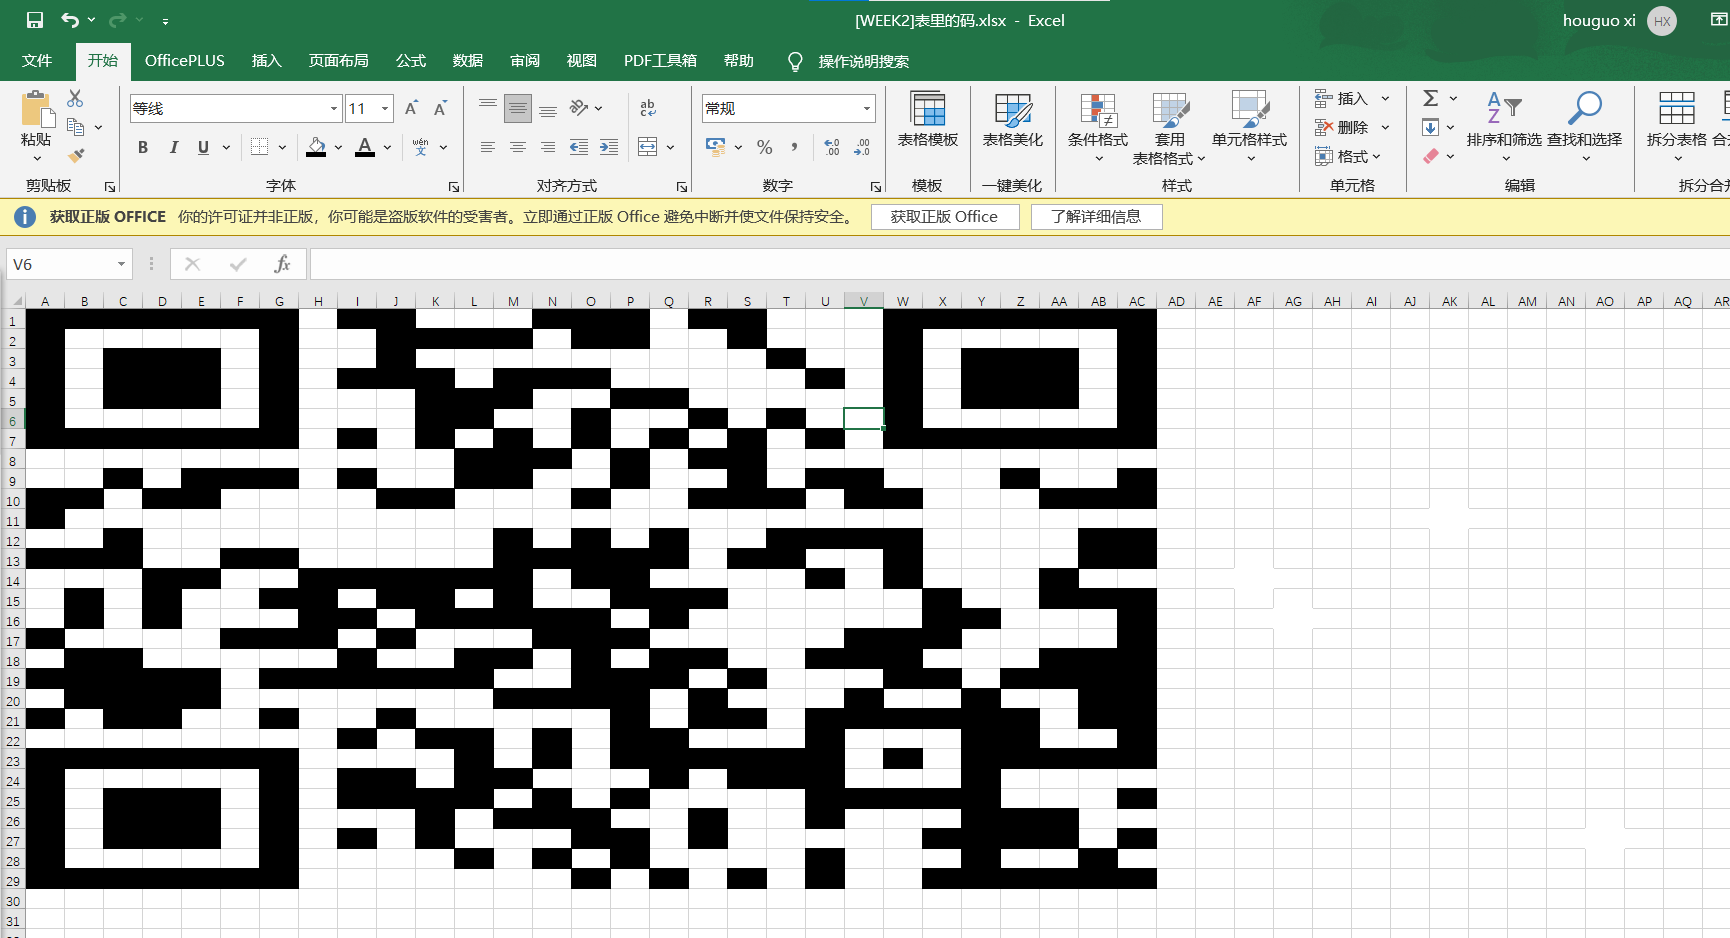 [WEEK2]表里的码.xlsx - Excel
houguo xi
HX
文件 开始 OfficePLUS 插入 页面布局 公式 数据 审阅 视图 PDF工具箱 帮助 操作说明搜索
粘贴
等线 11
B I U wén 文
ab
常规
% , .00
表格模板
表格美化
条件格式
套用
表格格式
单元格样式
插入
删除
格式
Σ
排序和筛选
查找和选择
拆分表格
剪贴板 字体 对齐方式 数字 模板 一键美化 样式 单元格 编辑 拆分合并
获取正版 OFFICE 你的许可证并非正版，你可能是盗版软件的受害者。立即通过正版 Office 避免中断并使文件保持安全。 获取正版 Office 了解详细信息
V6 fx
A B C D E F G H I J K L M N O P Q R S T U V W X Y Z AA AB AC AD AE AF AG AH AI AJ AK AL AM AN AO AP AQ AR
1
2
3
4
5
6
7
8
9
10
11
12
13
14
15
16
17
18
19
20
21
22
23
24
25
26
27
28
29
30
31